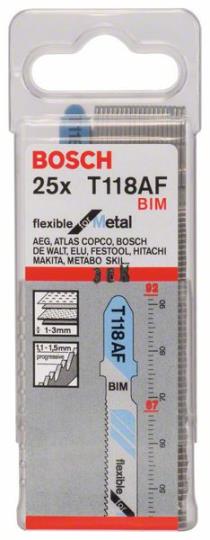 BOSCH
25x T118AF
BIM
flexible for Metal
AEG, ATLAS COPCO, BOSCH
DE WALT, ELU, FESTOOL, HITACHI
MAKITA, METABO SKIL
1-3mm
1,1-1,5mm
progressive
T118AF
BIM
flexible for
92
67